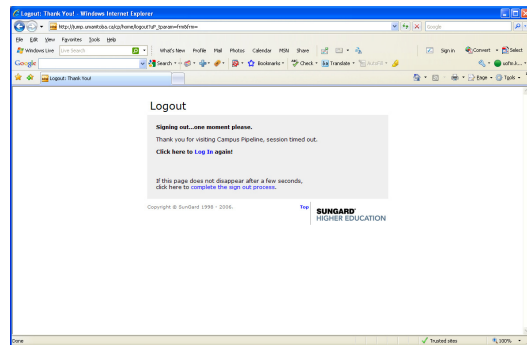 Logout: Thank You! - Windows Internet Explorer
Google
File Edit View Favorites Tools Help
Windows Live Live Search What's New Profile Mail Photos Calendar MSN Share Sign in Convert Select
Google Search Bookmarks Check Translate AutoFill
Logout: Thank You! Page Tools
Logout
Signing out...one moment please.
Thank you for visiting Campus Pipeline, session timed out.
Click here to Log In again!
If this page does not disappear after a few seconds,
click here to complete the sign out process.
Copyright © SunGard 1998 - 2006. Top
SUNGARD
HIGHER EDUCATION
Done Trusted sites 100%